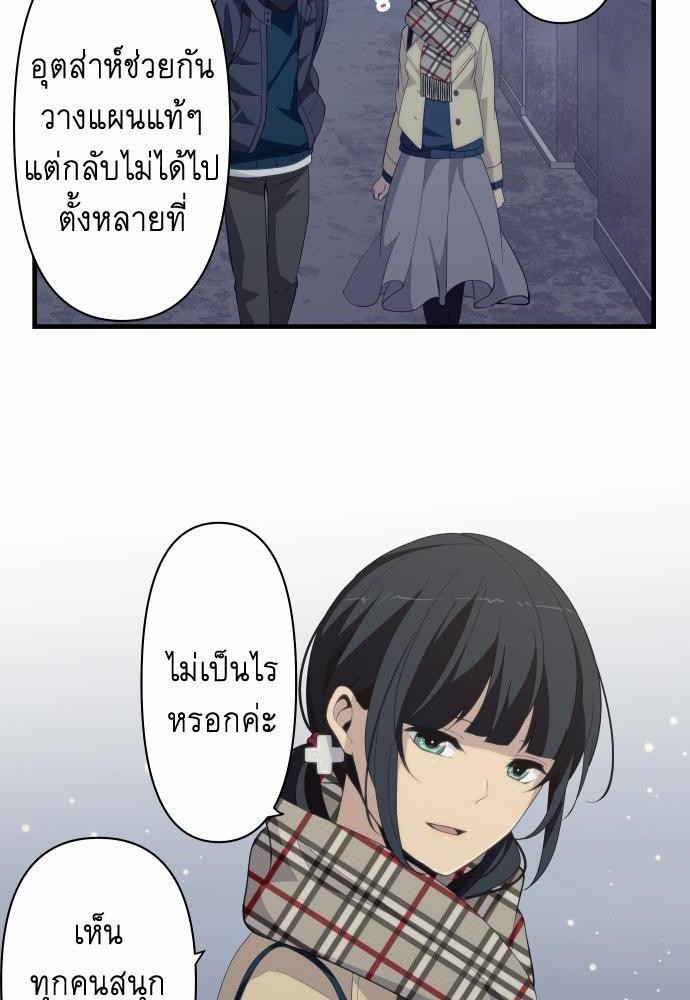 อุตส่าห์ช่วยกัน
วางแผนแท้ๆ
แต่กลับไม่ได้ไป
ตั้งหลายที่
ไม่เป็นไร
หรอกค่ะ
เห็น
ทุกคนสนุก